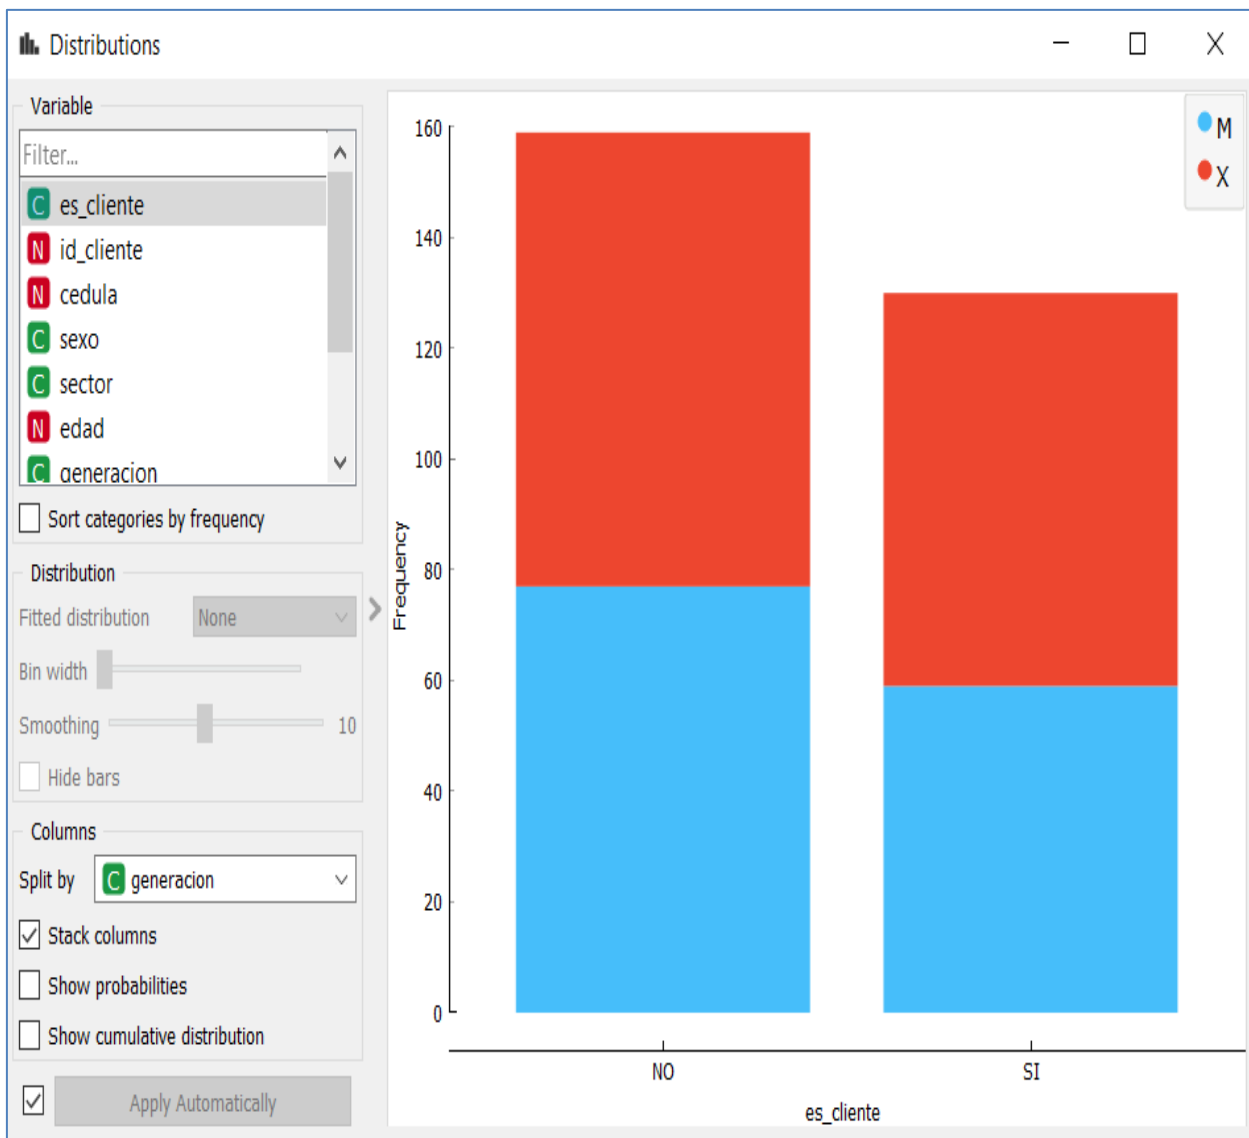 Distributions
Variable
Filter...
C es_cliente
N id_cliente
N cedula
C sexo
C sector
N edad
C generacion
Sort categories by frequency
Distribution
Fitted distribution None
Bin width
Smoothing 10
Hide bars
Columns
Split by C generacion
Stack columns
Show probabilities
Show cumulative distribution
Apply Automatically
M
X
160
140
120
100
80
60
40
20
0
Frequency
NO SI
es_cliente